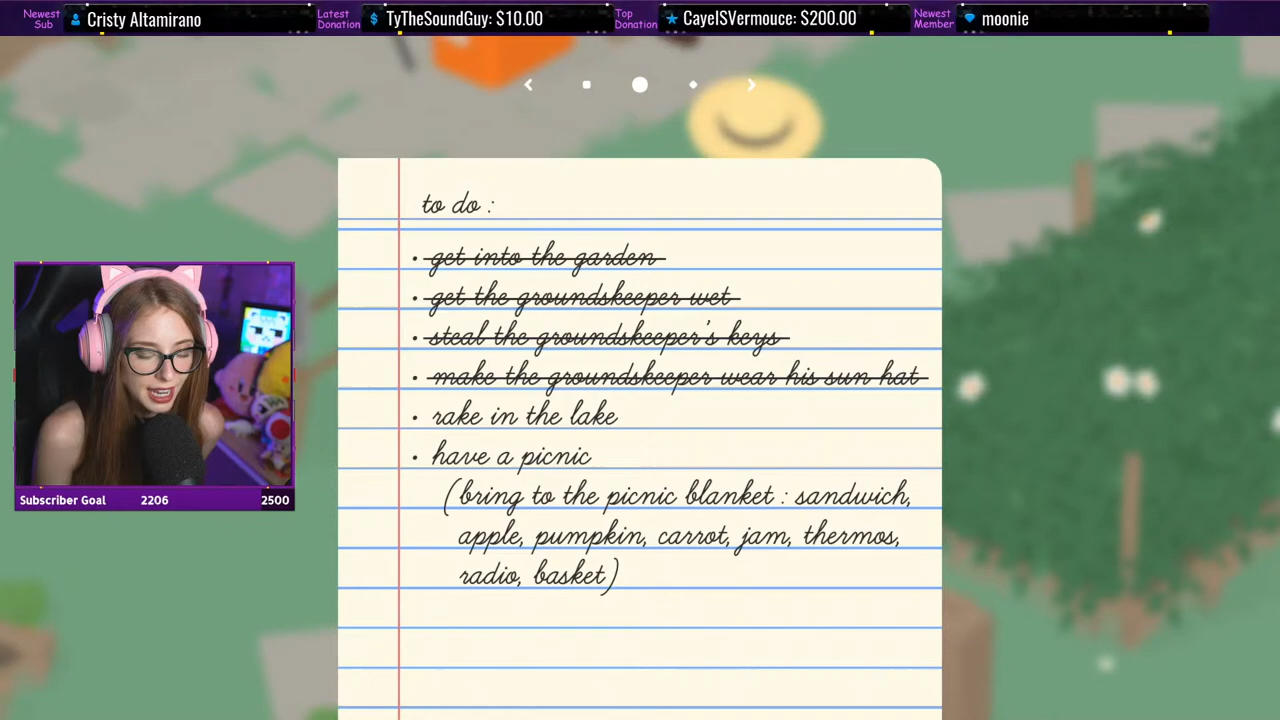 Newest Sub Cristy Altamirano Latest Donation $ TyTheSoundGuy: $10.00 Top Donation CayeISVermouce: $200.00 Newest Member moonie
to do :
• get into the garden
• get the groundskeeper wet
• steal the groundskeeper's keys
• make the groundskeeper wear his sun hat
• rake in the lake
• have a picnic
(bring to the picnic blanket : sandwich,
apple, pumpkin, carrot, jam, thermos,
radio, basket)
Subscriber Goal 2206 2500